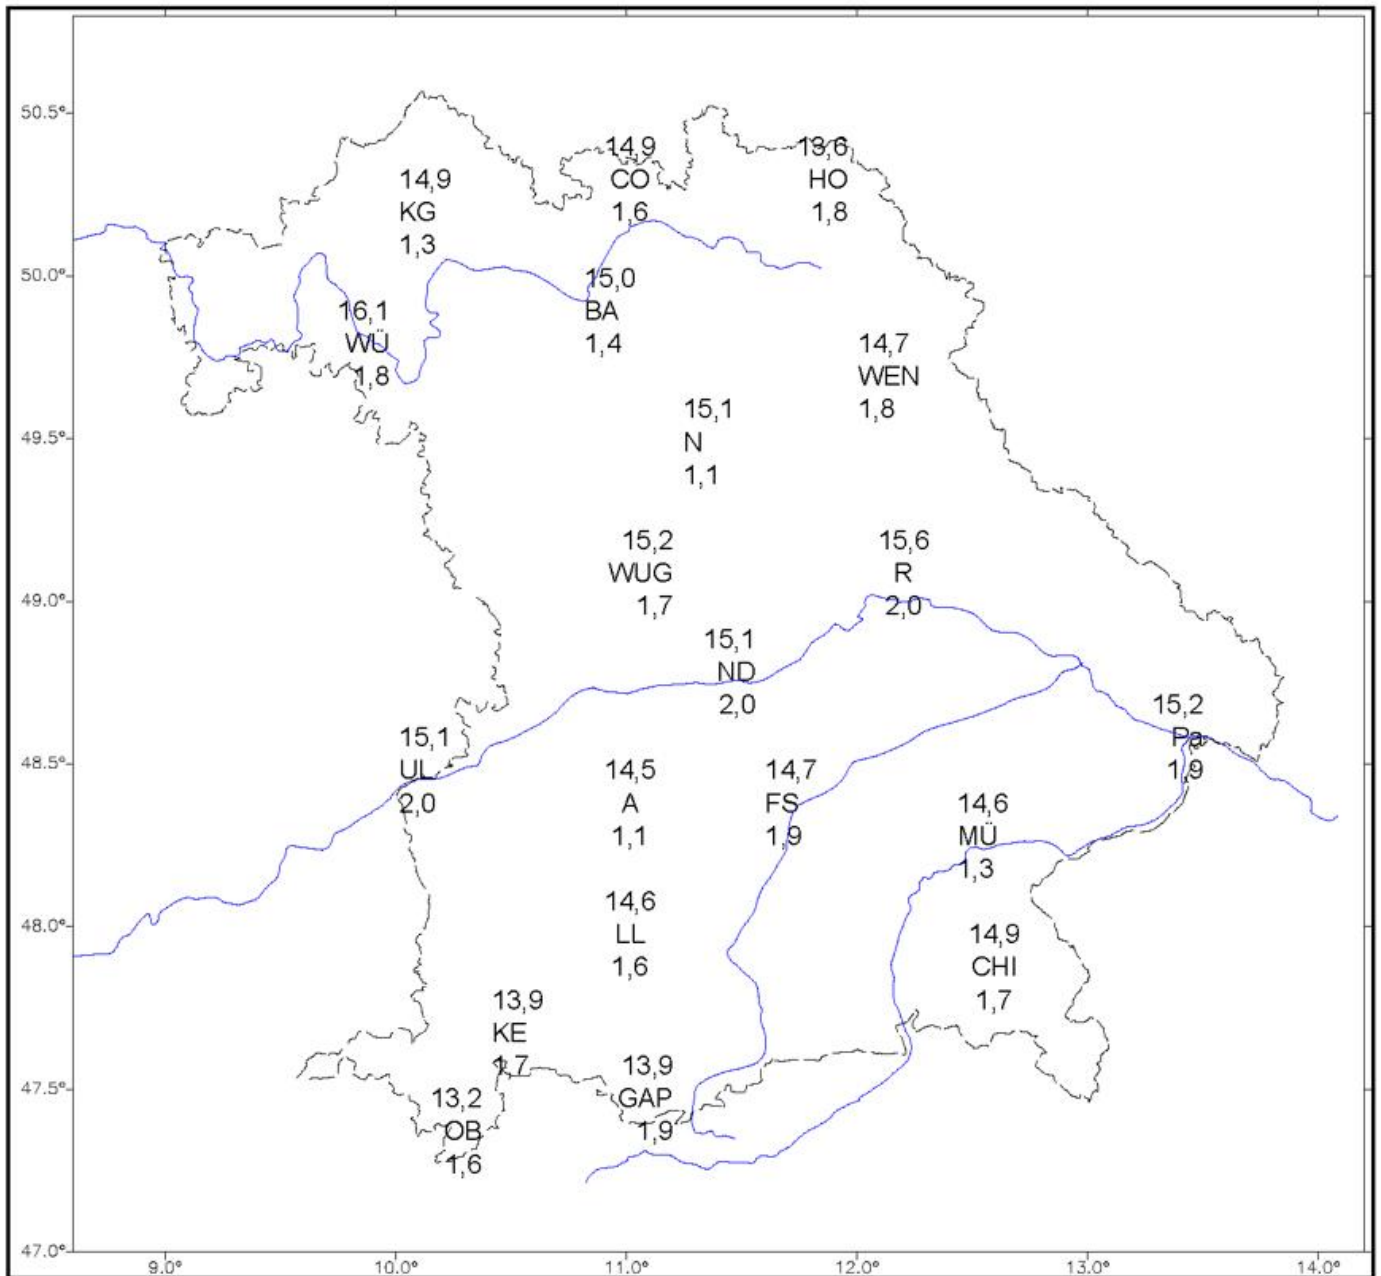 50.5°
14,9
CO
1,6
13,6
HO
1,8
14,9
KG
1,3
50.0°
15,0
BA
1,4
16,1
WÜ
1,8
14,7
WEN
1,8
49.5°
15,1
N
1,1
15,2
WUG
1,7
15,6
R
2,0
49.0°
15,1
ND
2,0
15,2
Pa
1,9
15,1
UL
2,0
48.5°
14,5
A
1,1
14,7
FS
1,9
14,6
MÜ
1,3
14,6
LL
1,6
48.0°
14,9
CHI
1,7
13,9
KE
1,7
13,9
GAP
1,9
47.5°
13,2
OB
1,6
47.0°
9.0° 10.0° 11.0° 12.0° 13.0° 14.0°